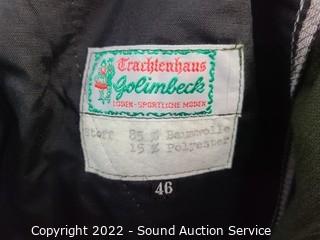 Trachtenhaus
Golimbeck
LODEN-SPORTLICHE MODEN
Stoff 85 % Baumwolle
15 % Polyester
46
Copyright 2022 - Sound Auction Service